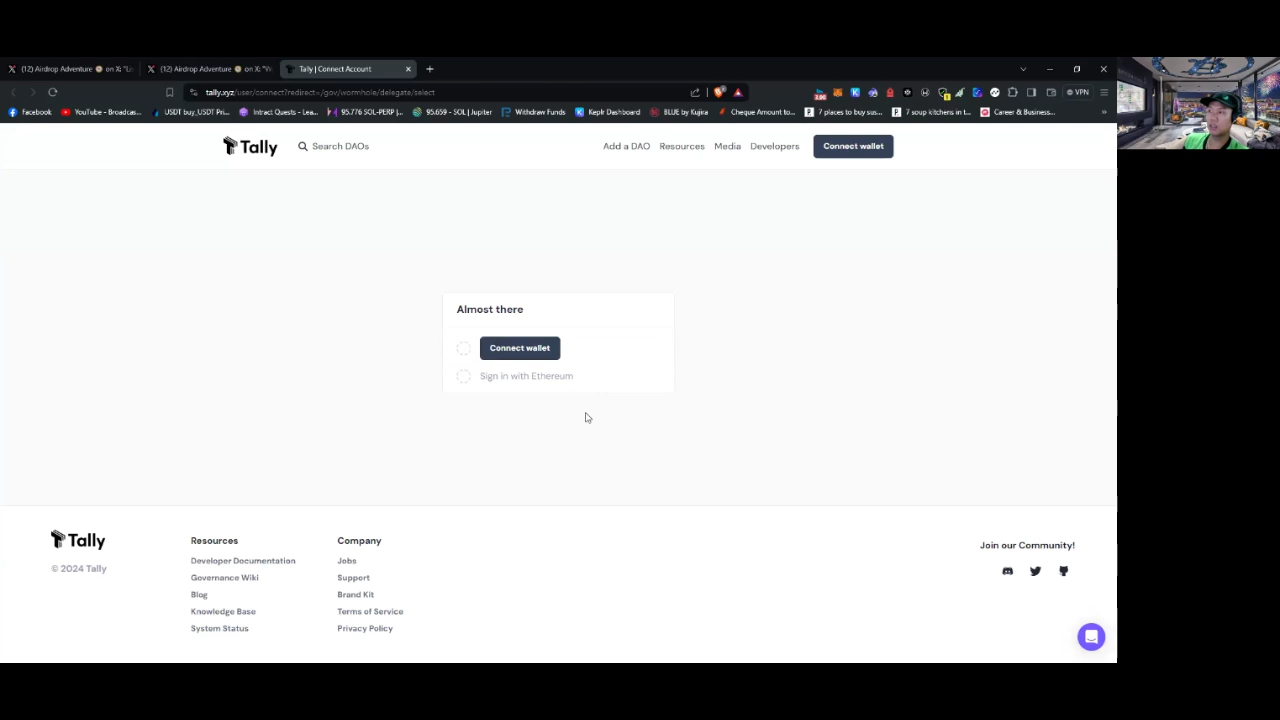 (12) Airdrop Adventure on X: "Li
(12) Airdrop Adventure on X: "W
Tally | Connect Account
tally.xyz/user/connect?redirect=/gov/wormhole/delegate/select
VPN
Facebook
YouTube - Broadcas...
USDT buy_USDT Pri...
Intract Quests - Lea...
95.776 SOL-PERP |...
95.659 - SOL | Jupiter
Withdraw Funds
Keplr Dashboard
BLUE by Kujira
Cheque Amount to...
7 places to buy sus...
7 soup kitchens in t...
Career & Business...
Tally
Search DAOs
Add a DAO
Resources
Media
Developers
Connect wallet
Almost there
Connect wallet
Sign in with Ethereum
Tally
© 2024 Tally
Resources
Developer Documentation
Governance Wiki
Blog
Knowledge Base
System Status
Company
Jobs
Support
Brand Kit
Terms of Service
Privacy Policy
Join our Community!